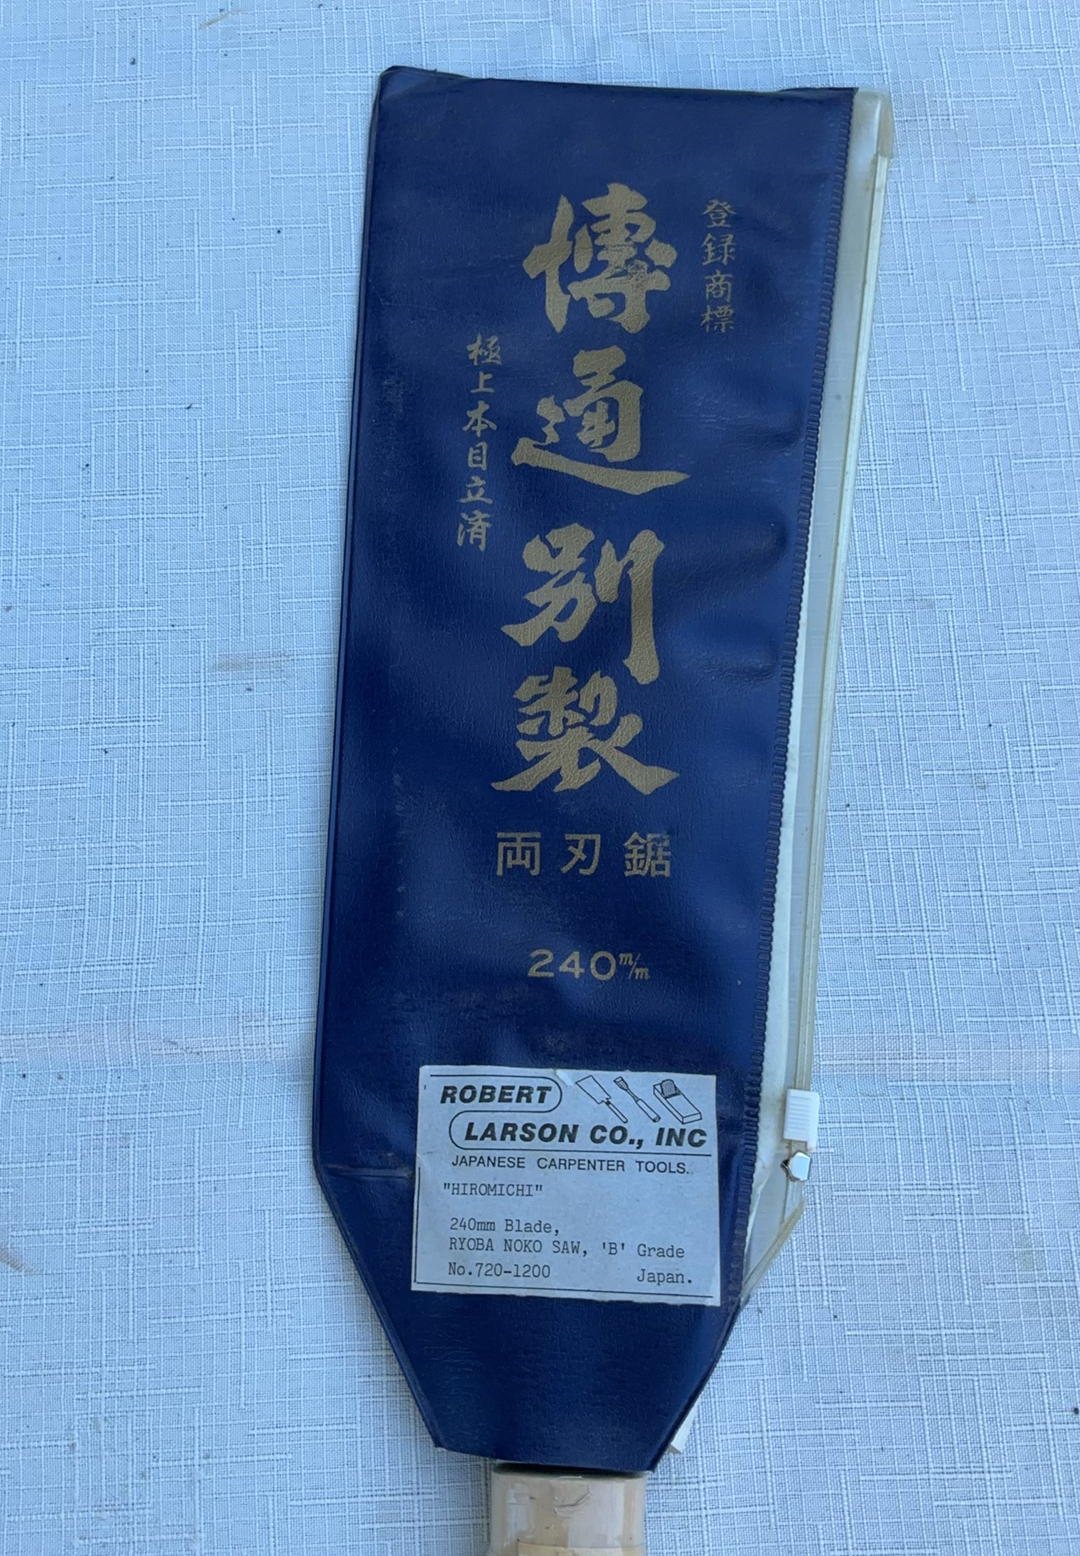 登録商標
博通別製
極上本目立済
両刃鋸
240m/m
ROBERT
LARSON CO., INC
JAPANESE CARPENTER TOOLS.
"HIROMICHI"
240mm Blade,
RYOBA NOKO SAW, 'B' Grade
No.720-1200 Japan.